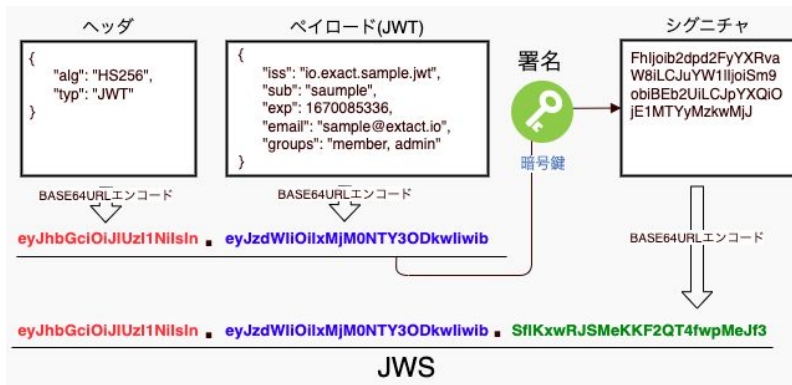 ヘッダ
{
"alg": "HS256",
"typ": "JWT"
}
BASE64URLエンコード
eyJhbGciOiJIUzI1NiIsIn
.
ペイロード(JWT)
{
"iss": "io.exact.sample.jwt",
"sub": "saumple",
"exp": 1670085336,
"email": "sample@extact.io",
"groups": "member, admin"
}
BASE64URLエンコード
eyJzdWIiOiIxMjM0NTY3ODkwIiwib
署名
暗号鍵
シグニチャ
FhIjoib2dpd2FyYXRva
W8iLCJuYW1lIjoiSm9
obiBEb2UiLCJpYXQiO
jE1MTYyMzkwMjJ
BASE64URLエンコード
eyJhbGciOiJIUzI1NiIsIn . eyJzdWIiOiIxMjM0NTY3ODkwIiwib . SflKxwRJSMeKKF2QT4fwpMeJf3
JWS